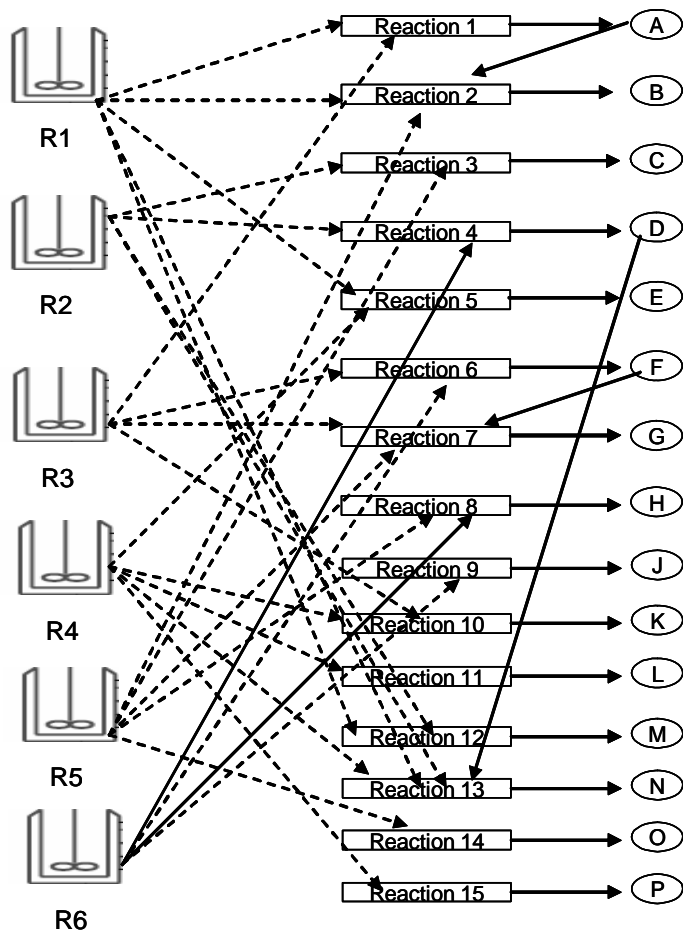 Reaction 1 A
Reaction 2 B
R1
Reaction 3 C
Reaction 4 D
R2
Reaction 5 E
Reaction 6 F
Reaction 7 G
R3
Reaction 8 H
Reaction 9 J
Reaction 10 K
R4
Reaction 11 L
Reaction 12 M
R5
Reaction 13 N
Reaction 14 O
Reaction 15 P
R6